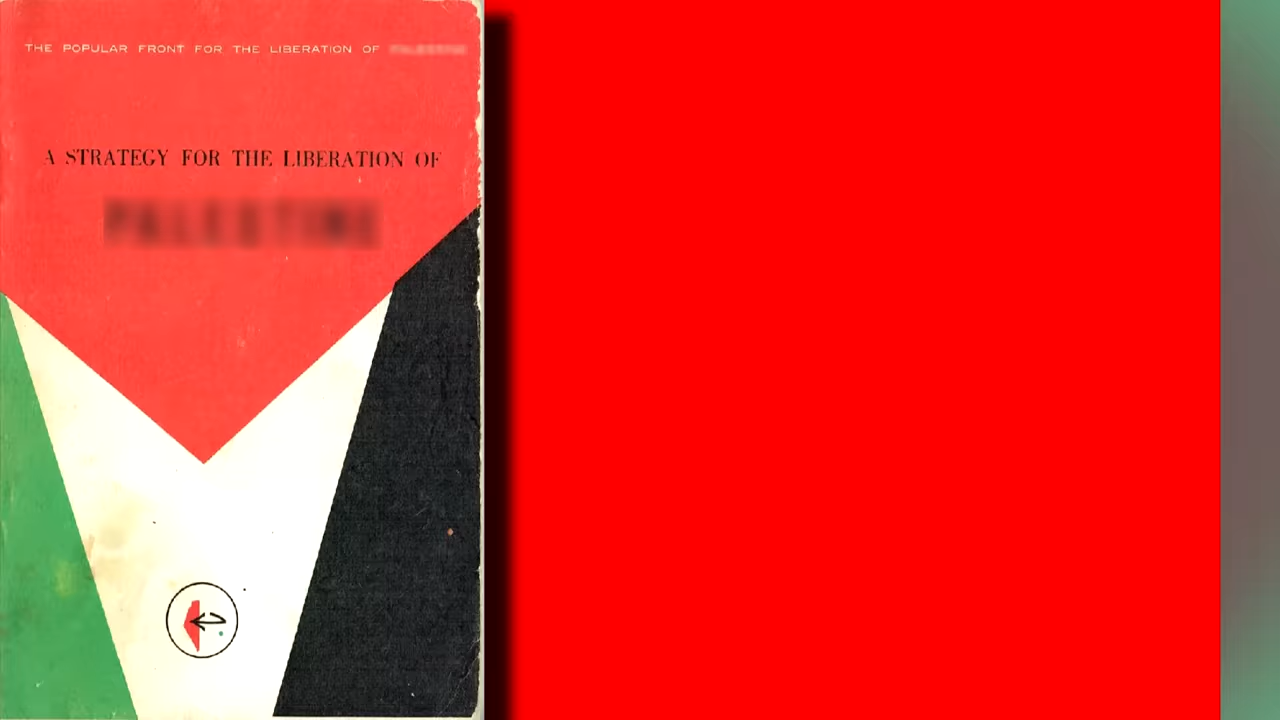 THE POPULAR FRONT FOR THE LIBERATION OF
A STRATEGY FOR THE LIBERATION OF